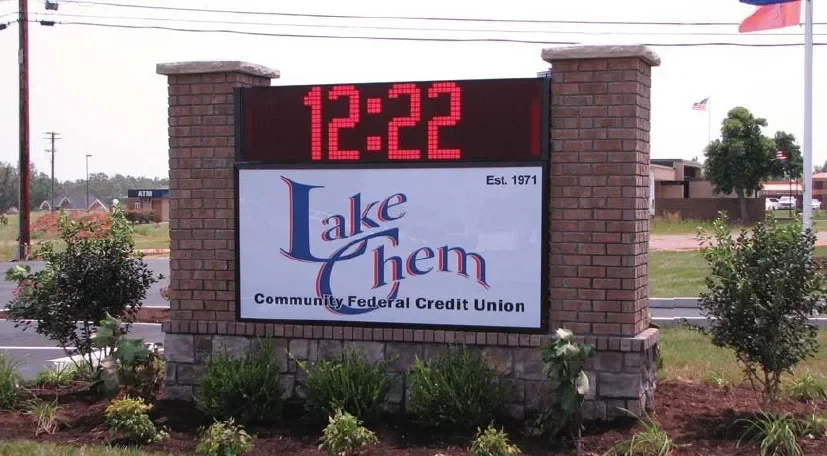 12:22
Est. 1971
Lake
Chem
Community Federal Credit Union
ATM